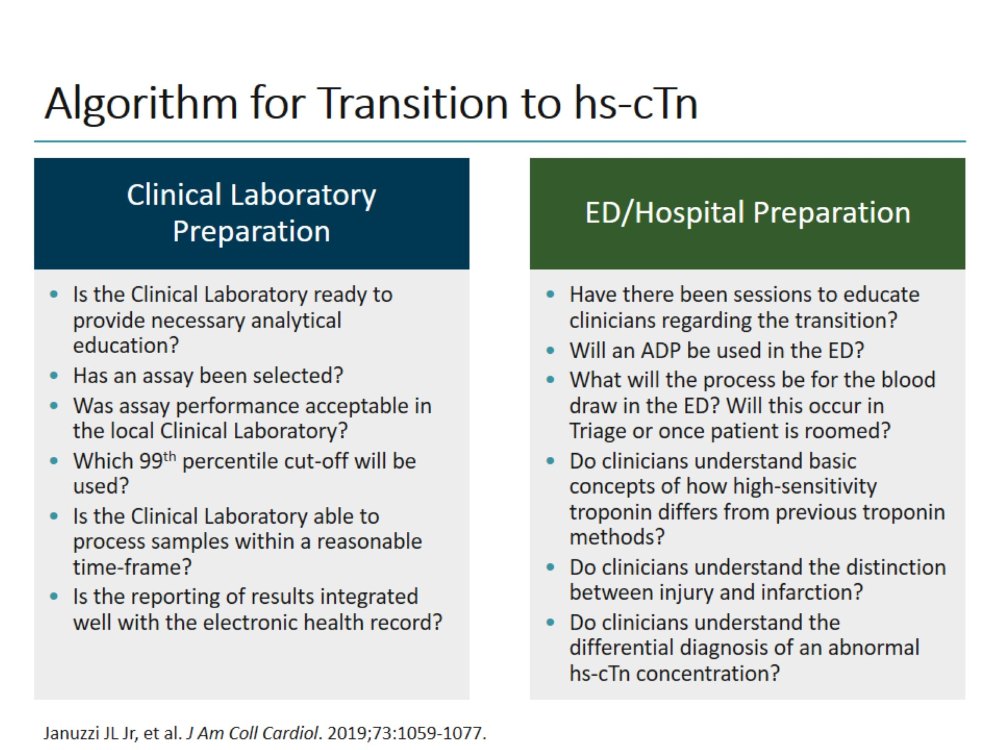 Algorithm for Transition to hs-cTn
Clinical Laboratory
Preparation
• Is the Clinical Laboratory ready to
provide necessary analytical
education?
• Has an assay been selected?
• Was assay performance acceptable in
the local Clinical Laboratory?
• Which 99th percentile cut-off will be
used?
• Is the Clinical Laboratory able to
process samples within a reasonable
time-frame?
• Is the reporting of results integrated
well with the electronic health record?
ED/Hospital Preparation
• Have there been sessions to educate
clinicians regarding the transition?
• Will an ADP be used in the ED?
• What will the process be for the blood
draw in the ED? Will this occur in
Triage or once patient is roomed?
• Do clinicians understand basic
concepts of how high-sensitivity
troponin differs from previous troponin
methods?
• Do clinicians understand the distinction
between injury and infarction?
• Do clinicians understand the
differential diagnosis of an abnormal
hs-cTn concentration?
Januzzi JL Jr, et al. J Am Coll Cardiol. 2019;73:1059-1077.